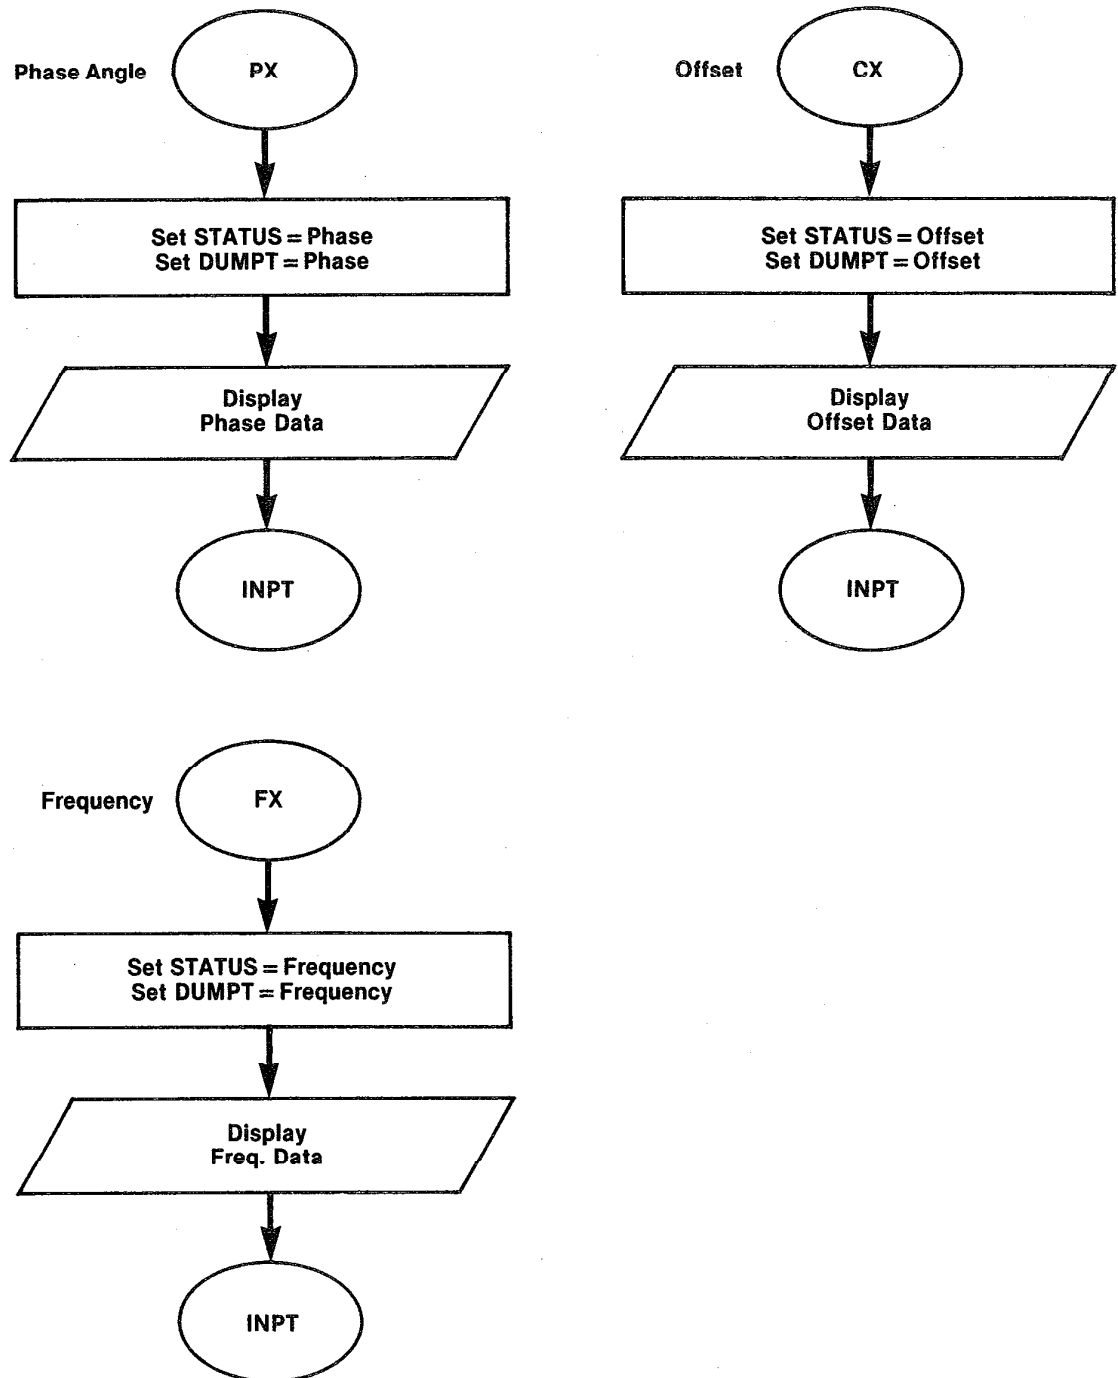 Phase Angle
PX
Set STATUS = Phase
Set DUMPT = Phase
Display
Phase Data
INPT
Offset
CX
Set STATUS = Offset
Set DUMPT = Offset
Display
Offset Data
INPT
Frequency
FX
Set STATUS = Frequency
Set DUMPT = Frequency
Display
Freq. Data
INPT